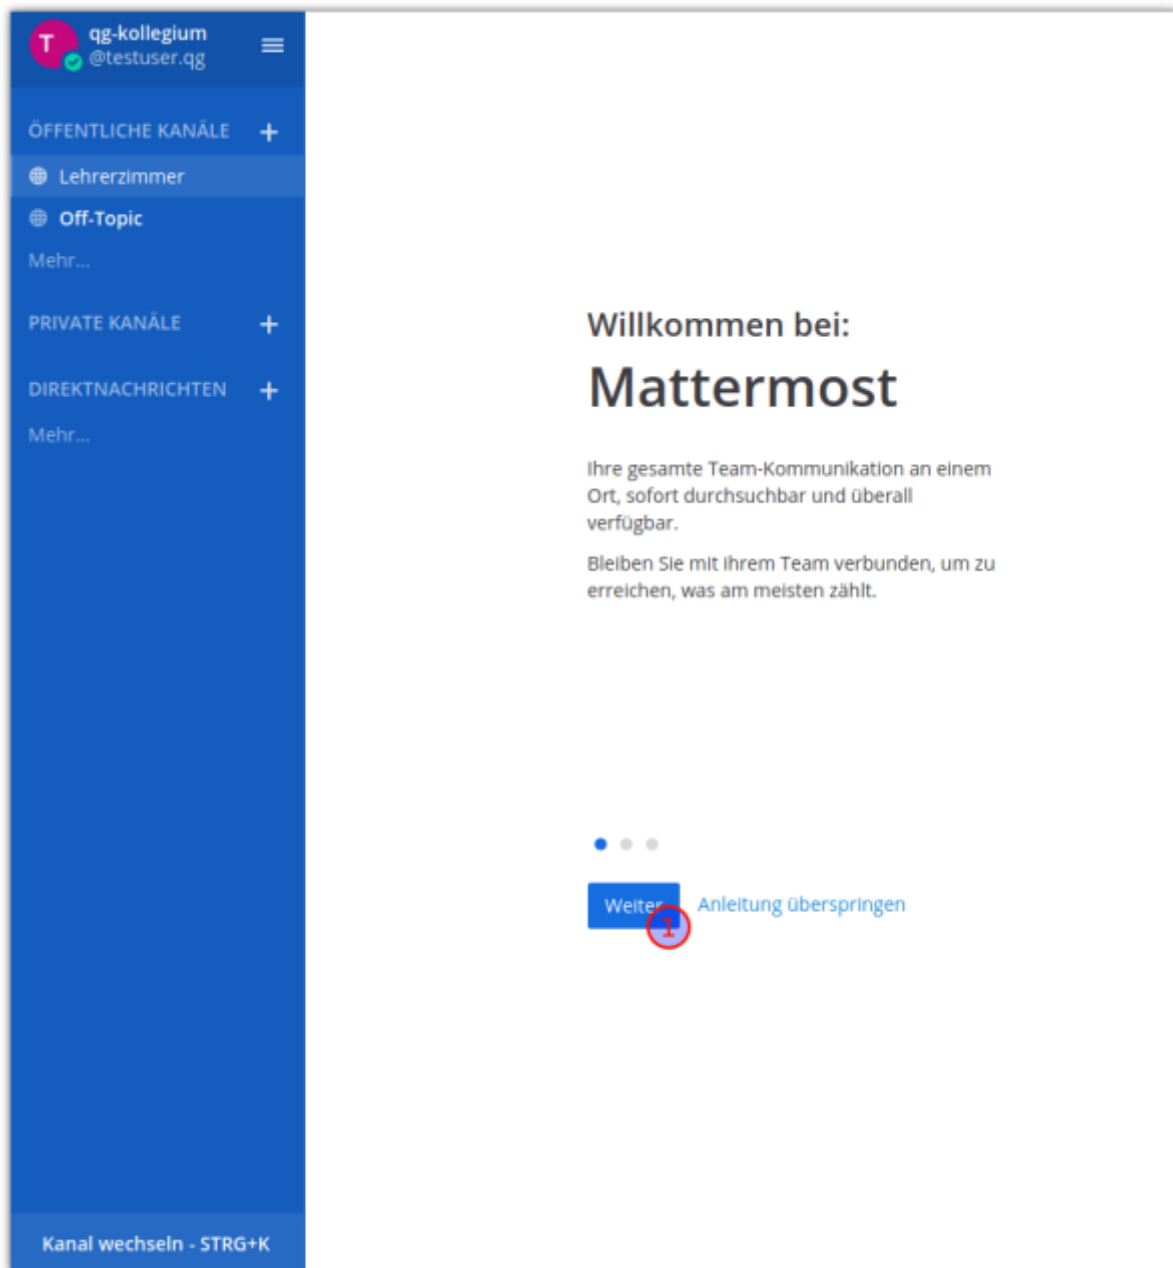 T
qg-kollegium
@testuser.qg
ÖFFENTLICHE KANÄLE +
Lehrerzimmer
Off-Topic
Mehr...
PRIVATE KANÄLE +
DIREKTNACHRICHTEN +
Mehr...
Kanal wechseln - STRG+K
Willkommen bei:
Mattermost
Ihre gesamte Team-Kommunikation an einem
Ort, sofort durchsuchbar und überall
verfügbar.
Bleiben Sie mit ihrem Team verbunden, um zu
erreichen, was am meisten zählt.
Weiter
1
Anleitung überspringen